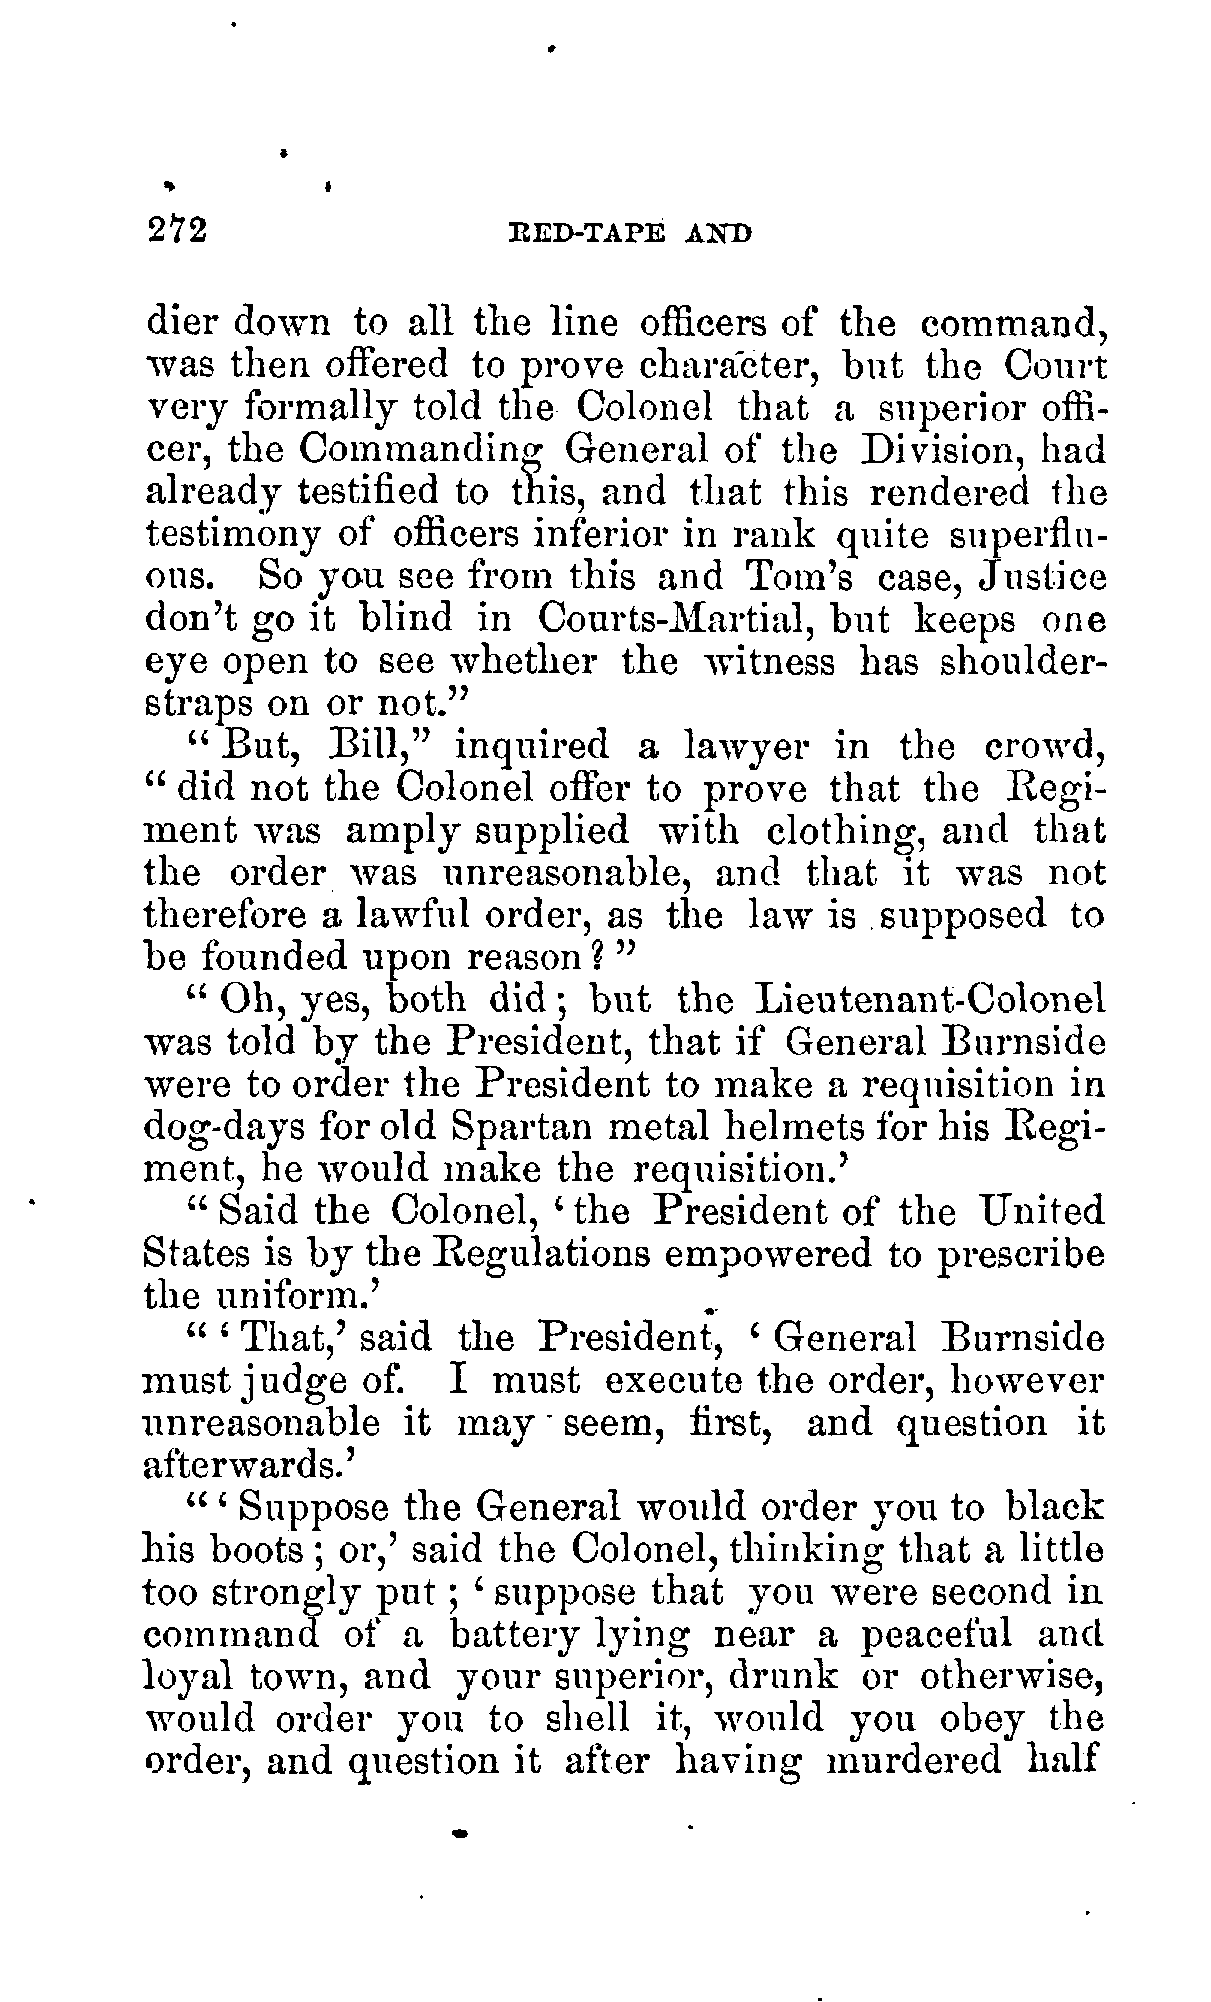 272 RED-TAPE AND
dier down to all the line officers of the command,
was then offered to prove character, but the Court
very formally told the Colonel that a superior offi-
cer, the Commanding General of the Division, had
already testified to this, and that this rendered the
testimony of officers inferior in rank quite superflu-
ous. So you see from this and Tom's case, Justice
don't go it blind in Courts-Martial, but keeps one
eye open to see whether the witness has shoulder-
straps on or not."
" But, Bill," inquired a lawyer in the crowd,
" did not the Colonel offer to prove that the Regi-
ment was amply supplied with clothing, and that
the order was unreasonable, and that it was not
therefore a lawful order, as the law is supposed to
be founded upon reason ? "
" Oh, yes, both did ; but the Lieutenant-Colonel
was told by the President, that if General Burnside
were to order the President to make a requisition in
dog-days for old Spartan metal helmets for his Regi-
ment, he would make the requisition.'
" Said the Colonel, ' the President of the United
States is by the Regulations empowered to prescribe
the uniform.'
" ' That,' said the President, ' General Burnside
must judge of. I must execute the order, however
unreasonable it may seem, first, and question it
afterwards.'
" ' Suppose the General would order you to black
his boots ; or,' said the Colonel, thinking that a little
too strongly put ; ' suppose that you were second in
command of a battery lying near a peaceful and
loyal town, and your superior, drunk or otherwise,
would order you to shell it, would you obey the
order, and question it after having murdered half